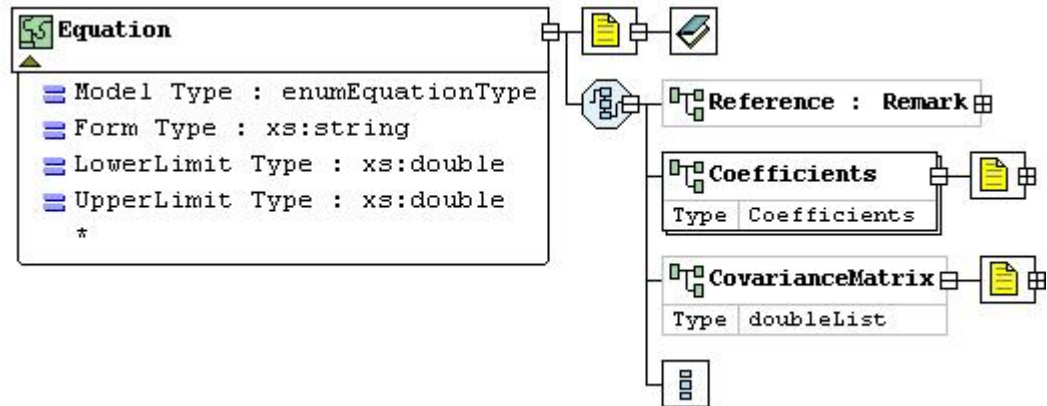 Equation
Model Type : enumEquationType
Form Type : xs:string
LowerLimit Type : xs:double
UpperLimit Type : xs:double
*
Reference : Remark
Coefficients
Type Coefficients
CovarianceMatrix
Type doubleList